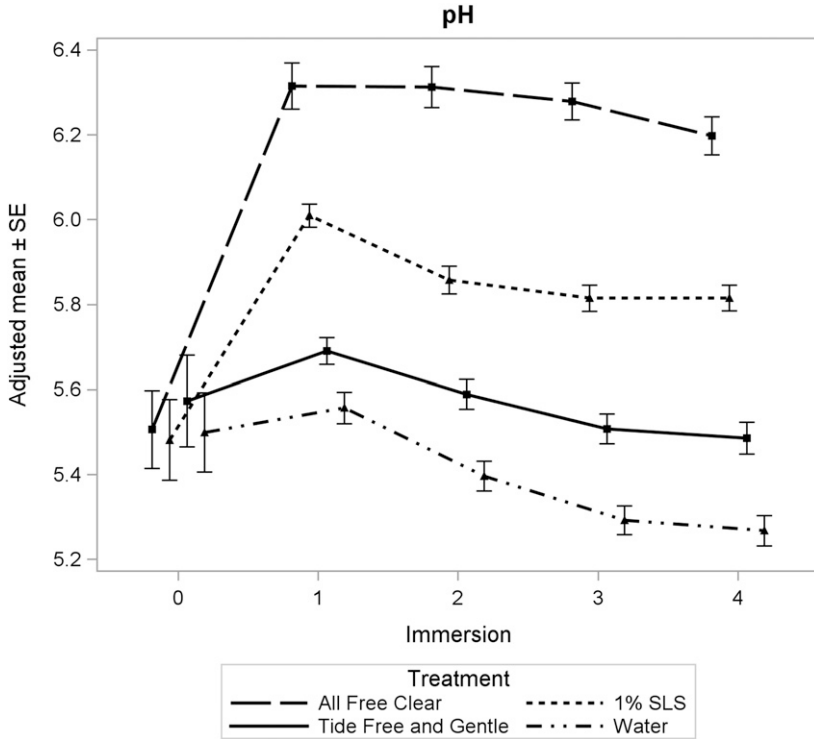 pH
Adjusted mean ± SE
6.4
6.2
6.0
5.8
5.6
5.4
5.2
0 1 2 3 4
Immersion
Treatment
All Free Clear 1% SLS
Tide Free and Gentle Water